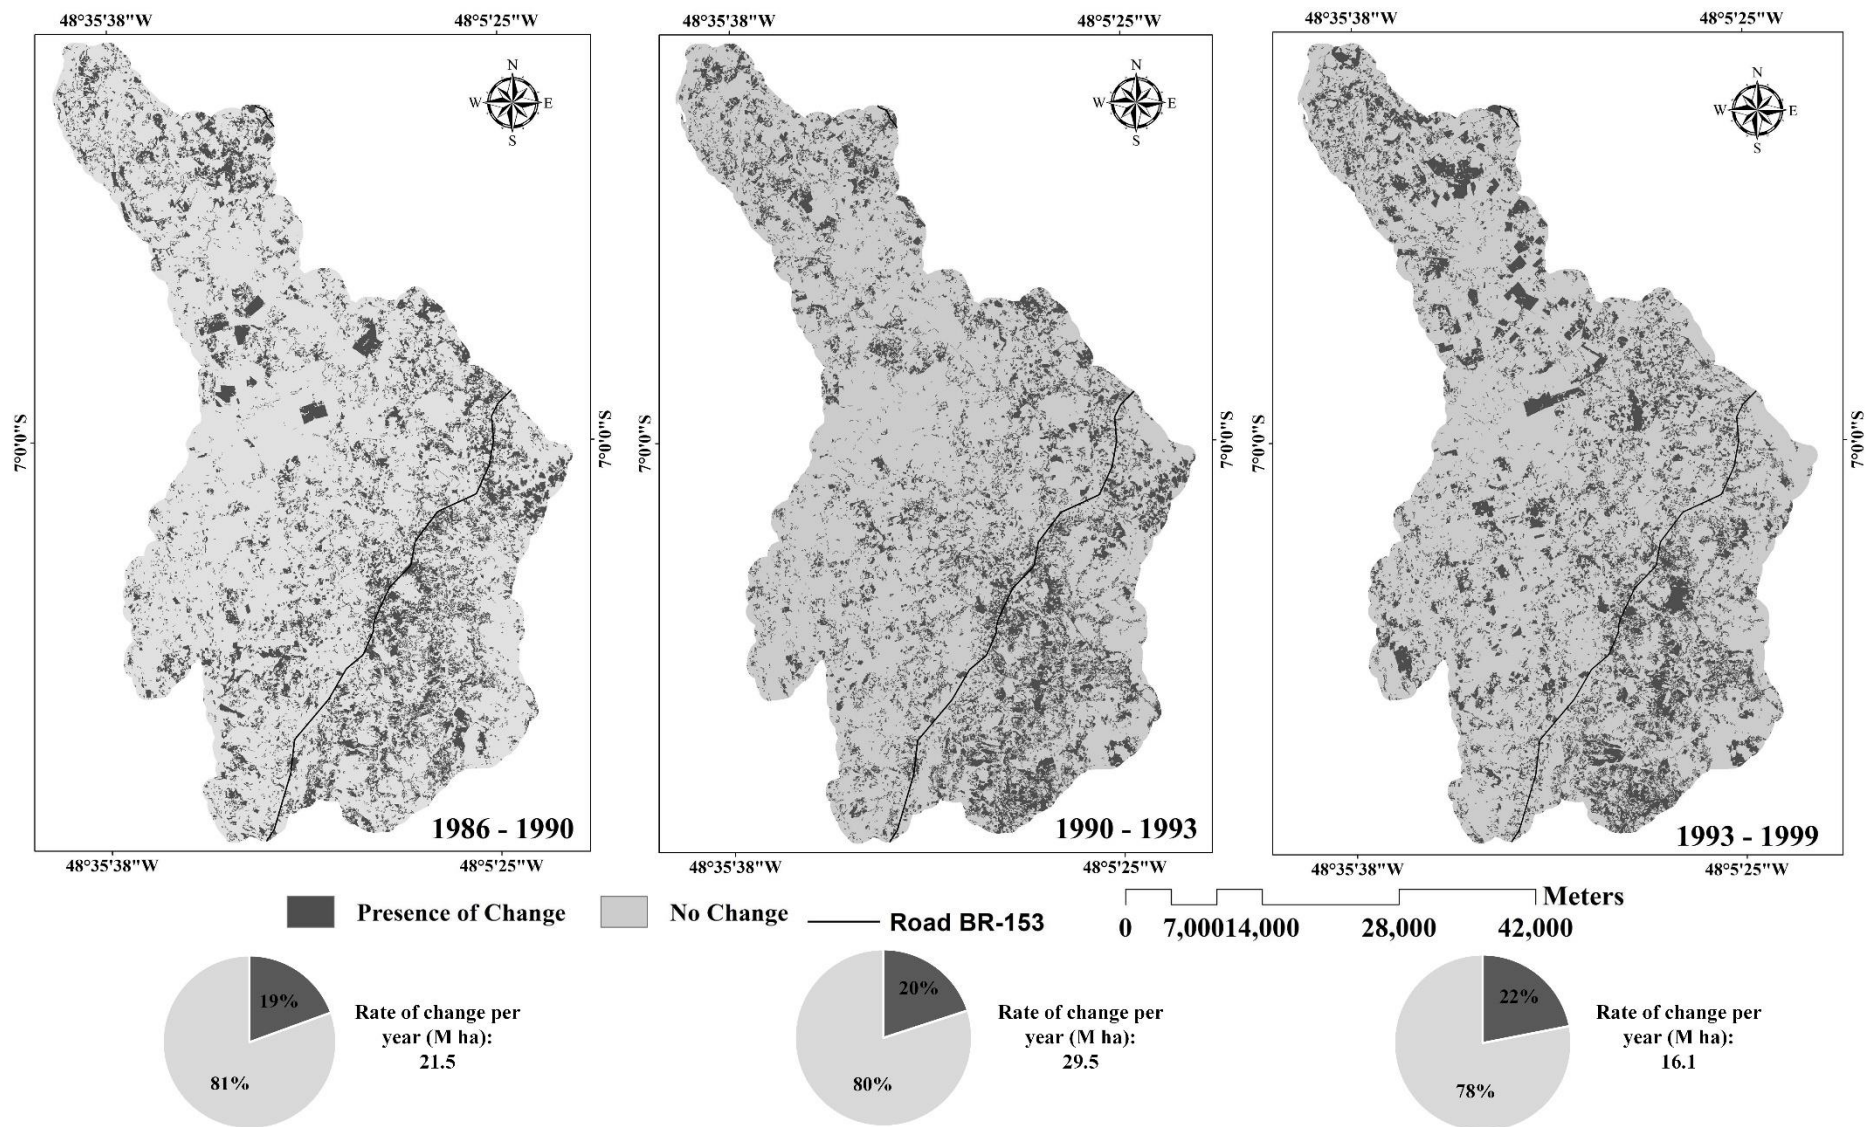 48°35'38"W 48°5'25"W 48°35'38"W 48°5'25"W 48°35'38"W 48°5'25"W
N
W E
S
N
W E
S
N
W E
S
7°0'0"S 7°0'0"S 7°0'0"S 7°0'0"S 7°0'0"S 7°0'0"S
1986 - 1990 1990 - 1993 1993 - 1999
48°35'38"W 48°5'25"W 48°35'38"W 48°5'25"W 48°35'38"W 48°5'25"W
Presence of Change No Change Road BR-153 Meters
0 7,00014,000 28,000 42,000
19%
81%
Rate of change per
year (M ha):
21.5
20%
80%
Rate of change per
year (M ha):
29.5
22%
78%
Rate of change per
year (M ha):
16.1